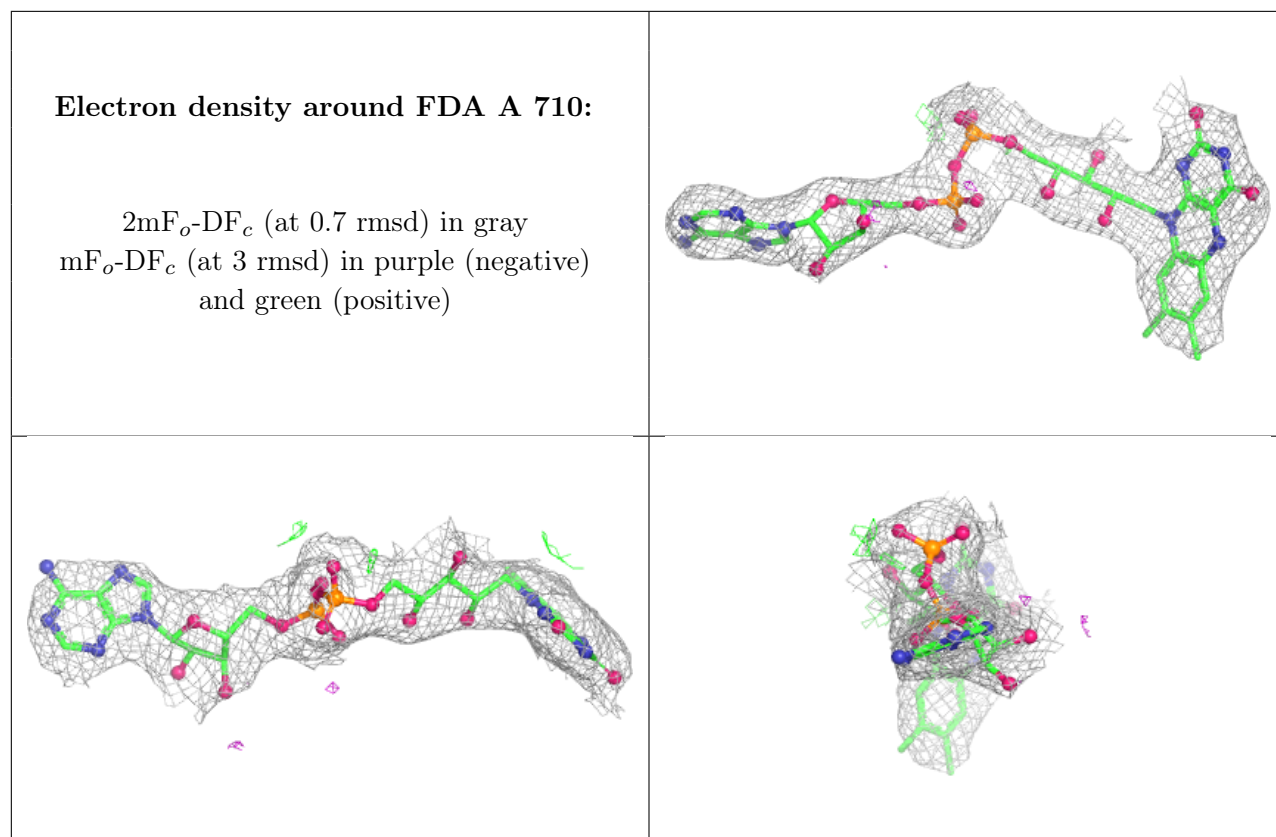 Electron density around FDA A 710:
2mFₒ-DF𝑐 (at 0.7 rmsd) in gray
mFₒ-DF𝑐 (at 3 rmsd) in purple (negative)
and green (positive)